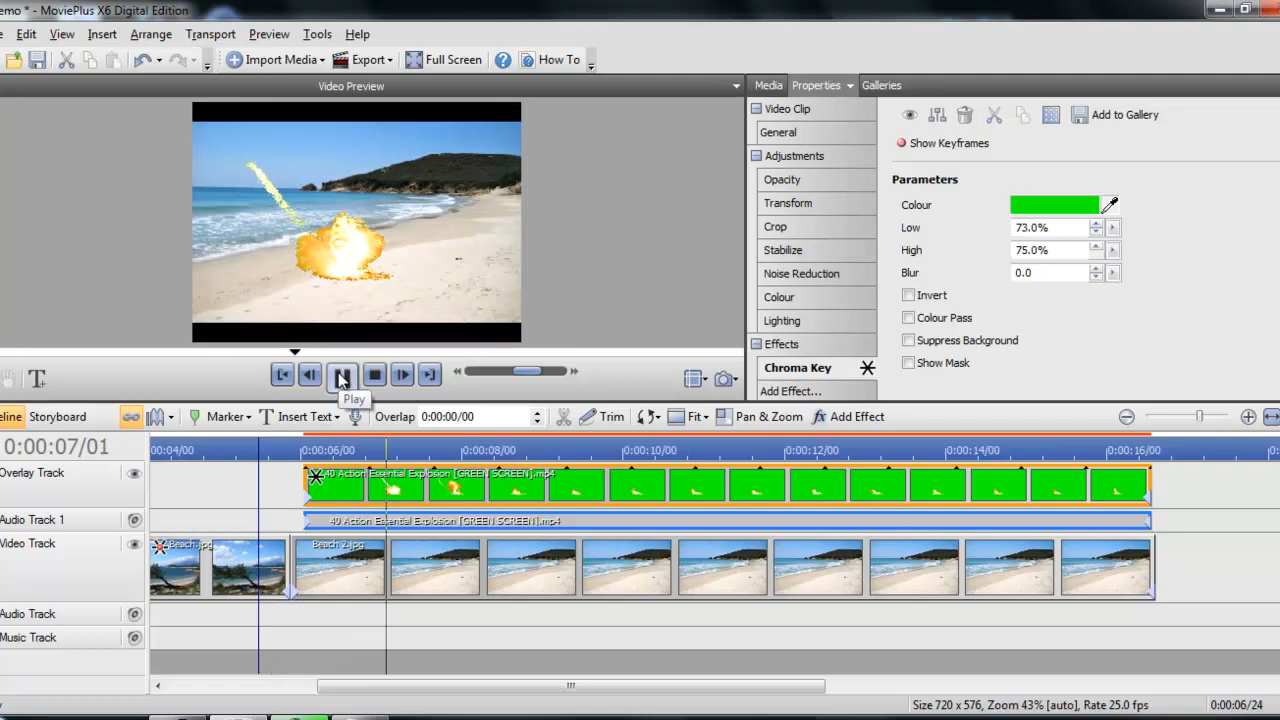 emo * - MoviePlus X6 Digital Edition
Edit View Insert Arrange Transport Preview Tools Help
Import Media Export Full Screen How To
Video Preview
Media Properties Galleries
Video Clip
General
Adjustments
Opacity
Transform
Crop
Stabilize
Noise Reduction
Colour
Lighting
Effects
Chroma Key
Add Effect...
Add to Gallery
Show Keyframes
Parameters
Colour
Low 73.0%
High 75.0%
Blur 0.0
Invert
Colour Pass
Suppress Background
Show Mask
Play
eline Storyboard Marker Insert Text Overlap 0:00:00/00 Trim Fit Pan & Zoom fx Add Effect
0:00:07/01
00:04/00 0:00:06/00 0:00:08/00 0:00:10/00 0:00:12/00 0:00:14/00 0:00:16/00 0:0
Overlay Track
40 Action Essential Explosion [GREEN SCREEN].mp4
Audio Track 1
40 Action Essential Explosion [GREEN SCREEN].mp4
Video Track
Beach.jpg
Beach 2.jpg
Audio Track
Music Track
Size 720 x 576, Zoom 43% [auto], Rate 25.0 fps
0:00:06/24